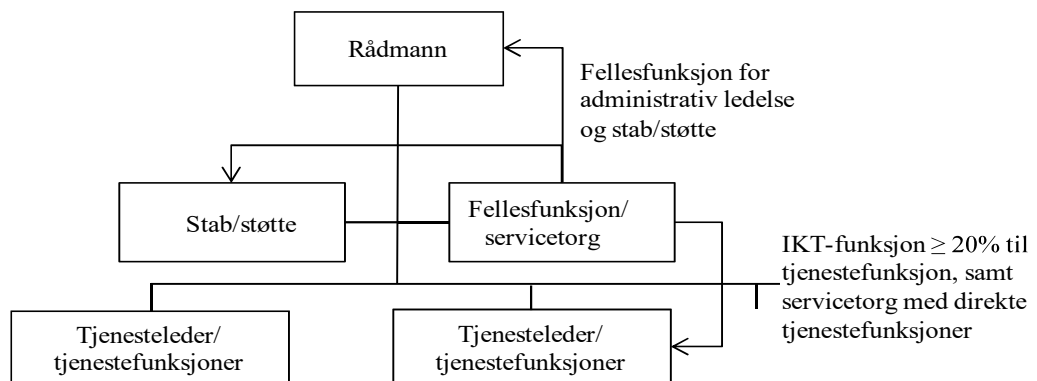 Rådmann
Fellesfunksjon for
administrativ ledelse
og stab/støtte
Stab/støtte
Fellesfunksjon/
servicetorg
IKT-funksjon ≥ 20% til
tjenestefunksjon, samt
servicetorg med direkte
tjenestefunksjoner
Tjenesteleder/
tjenestefunksjoner
Tjenesteleder/
tjenestefunksjoner